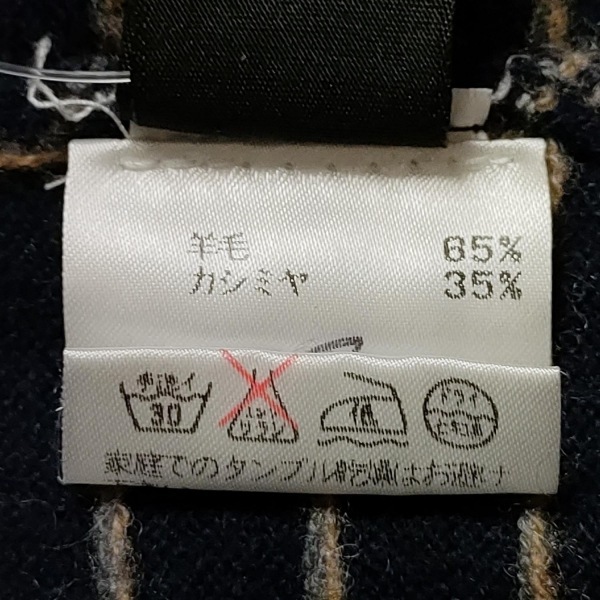 羊毛 65%
カシミヤ 35%
手洗イ
30
エンソ
サラシ
中
ドライ
セキユ系
家庭でのタンブル乾燥はお避け